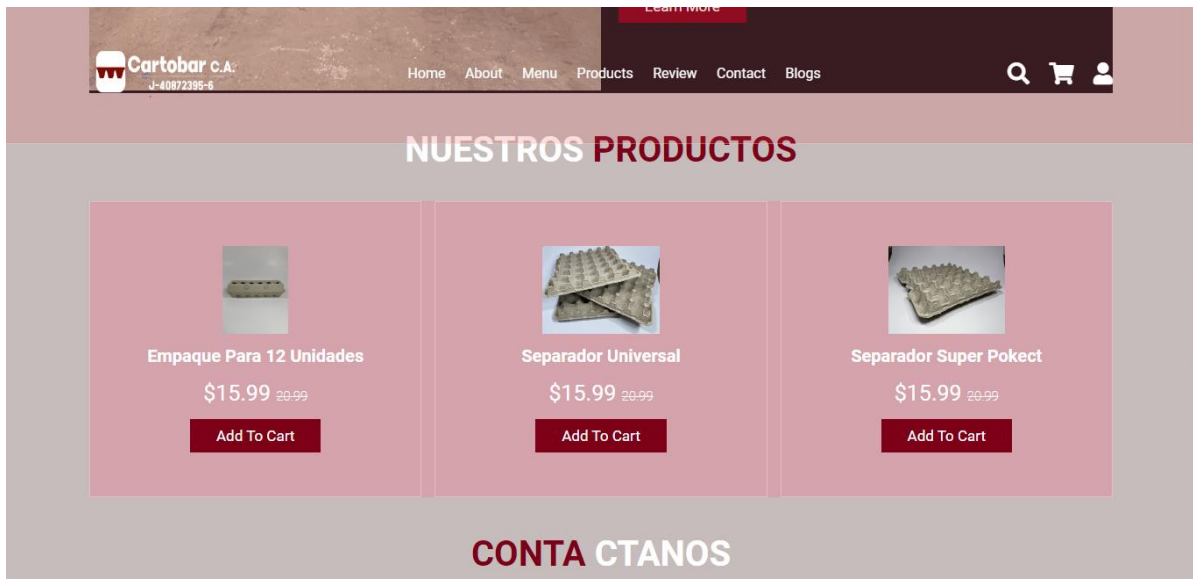 Learn More
Cartobar C.A.
J-40872395-6
Home About Menu Products Review Contact Blogs
NUESTROS PRODUCTOS
Empaque Para 12 Unidades
$15.99 20.99
Add To Cart
Separador Universal
$15.99 20.99
Add To Cart
Separador Super Pokect
$15.99 20.99
Add To Cart
CONTA CTANOS